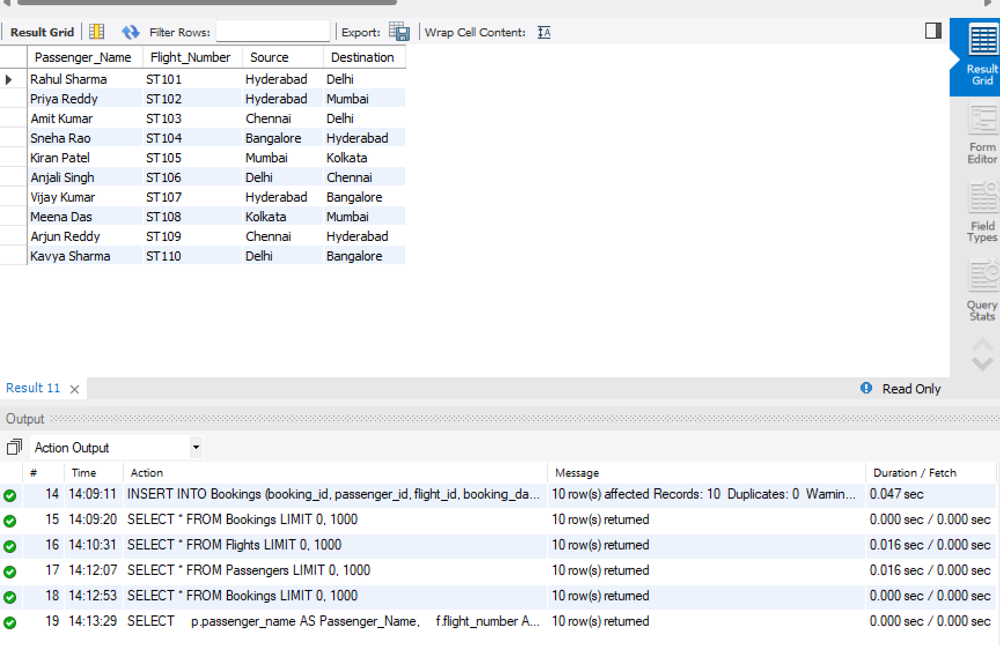 Result Grid Filter Rows: Export: Wrap Cell Content: IA
Passenger_Name Flight_Number Source Destination
Rahul Sharma ST101 Hyderabad Delhi
Priya Reddy ST102 Hyderabad Mumbai
Amit Kumar ST103 Chennai Delhi
Sneha Rao ST104 Bangalore Hyderabad
Kiran Patel ST105 Mumbai Kolkata
Anjali Singh ST106 Delhi Chennai
Vijay Kumar ST107 Hyderabad Bangalore
Meena Das ST108 Kolkata Mumbai
Arjun Reddy ST109 Chennai Hyderabad
Kavya Sharma ST110 Delhi Bangalore
Result
Grid
Form
Editor
Field
Types
Query
Stats
Result 11 Read Only
Output
Action Output
# Time Action Message Duration / Fetch
14 14:09:11 INSERT INTO Bookings (booking_id, passenger_id, flight_id, booking_da... 10 row(s) affected Records: 10 Duplicates: 0 Warnin... 0.047 sec
15 14:09:20 SELECT * FROM Bookings LIMIT 0, 1000 10 row(s) returned 0.000 sec / 0.000 sec
16 14:10:31 SELECT * FROM Flights LIMIT 0, 1000 10 row(s) returned 0.016 sec / 0.000 sec
17 14:12:07 SELECT * FROM Passengers LIMIT 0, 1000 10 row(s) returned 0.016 sec / 0.000 sec
18 14:12:53 SELECT * FROM Bookings LIMIT 0, 1000 10 row(s) returned 0.000 sec / 0.000 sec
19 14:13:29 SELECT p.passenger_name AS Passenger_Name, f.flight_number A... 10 row(s) returned 0.000 sec / 0.000 sec